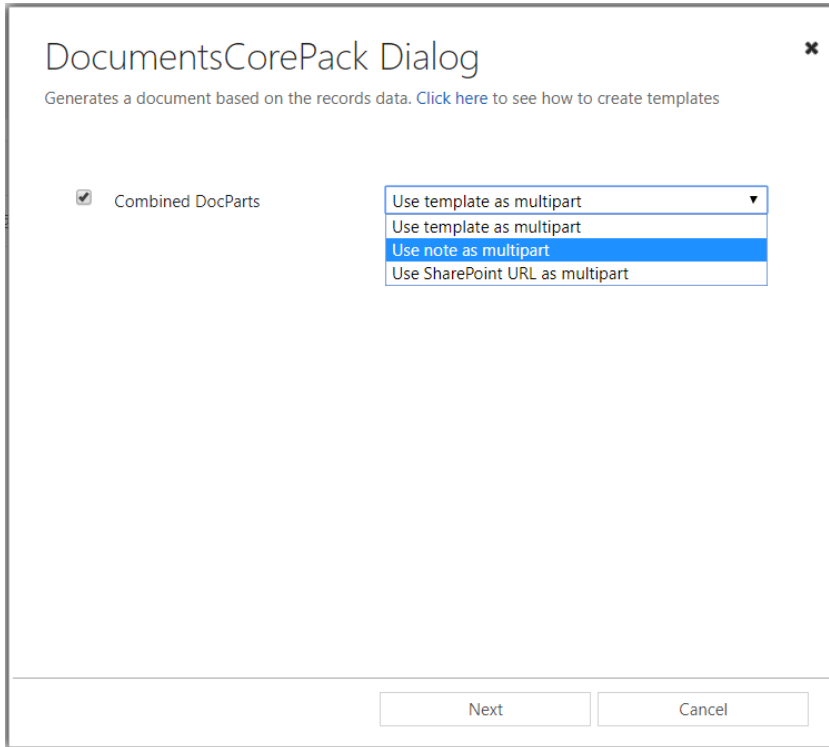 DocumentsCorePack Dialog
Generates a document based on the records data. Click here to see how to create templates
Combined DocParts
Use template as multipart
Use template as multipart
Use note as multipart
Use SharePoint URL as multipart
Next
Cancel